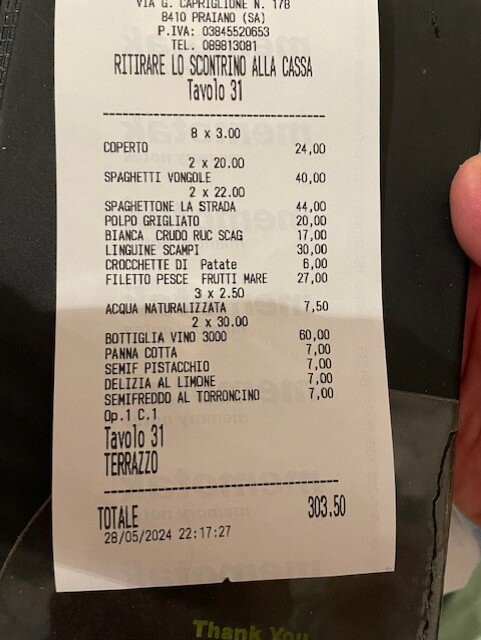 VIA G. CAPRIGLIONE N. 178
8410 PRAIANO (SA)
P.IVA: 03845520653
TEL. 089813081
RITIRARE LO SCONTRINO ALLA CASSA
Tavolo 31
8 x 3.00
COPERTO 24,00
2 x 20.00
SPAGHETTI VONGOLE 40,00
2 x 22.00
SPAGHETTONE LA STRADA 44,00
POLPO GRIGLIATO 20,00
BIANCA CRUDO RUC SCAG 17,00
LINGUINE SCAMPI 30,00
CROCCHETTE DI Patate 6,00
FILETTO PESCE FRUTTI MARE 27,00
3 x 2.50
ACQUA NATURALIZZATA 7,50
2 x 30.00
BOTTIGLIA VINO 3000 60,00
PANNA COTTA 7,00
SEMIF PISTACCHIO 7,00
DELIZIA AL LIMONE 7,00
SEMIFREDDO AL TORRONCINO 7,00
Op.1 C.1
Tavolo 31
TERRAZZO
TOTALE 303.50
28/05/2024 22:17:27
Thank You